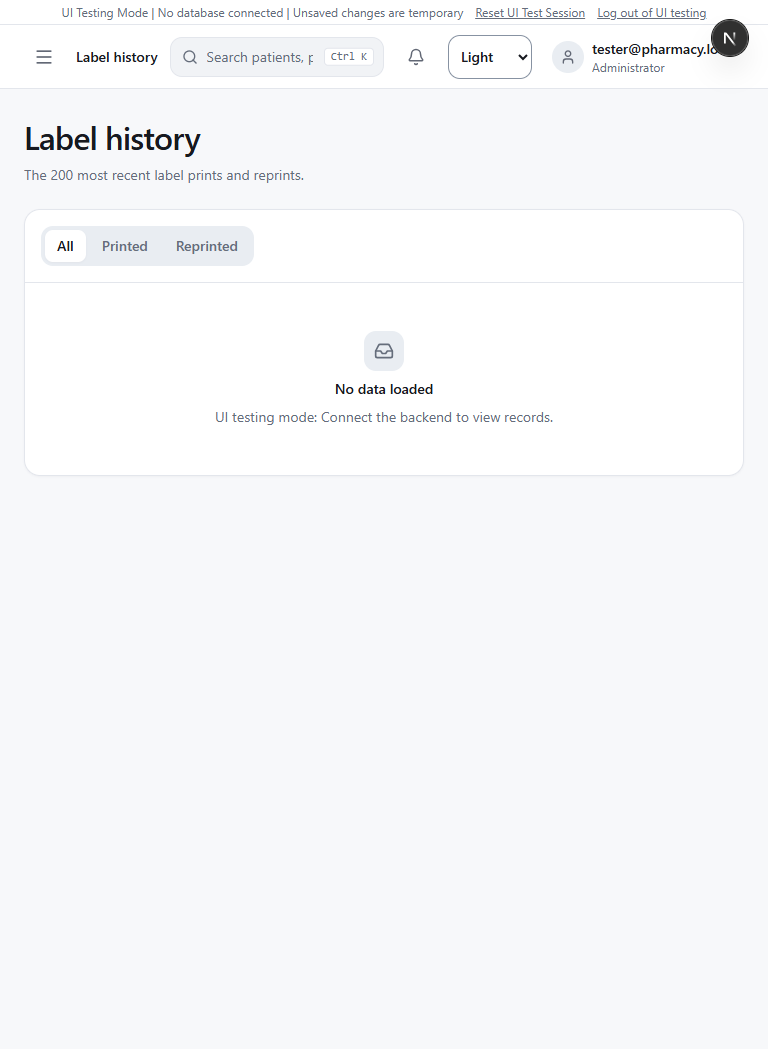 UI Testing Mode | No database connected | Unsaved changes are temporary Reset UI Test Session Log out of UI testing
Label history Search patients, p Ctrl K Light tester@pharmacy.lo N
Administrator
Label history
The 200 most recent label prints and reprints.
All Printed Reprinted
No data loaded
UI testing mode: Connect the backend to view records.